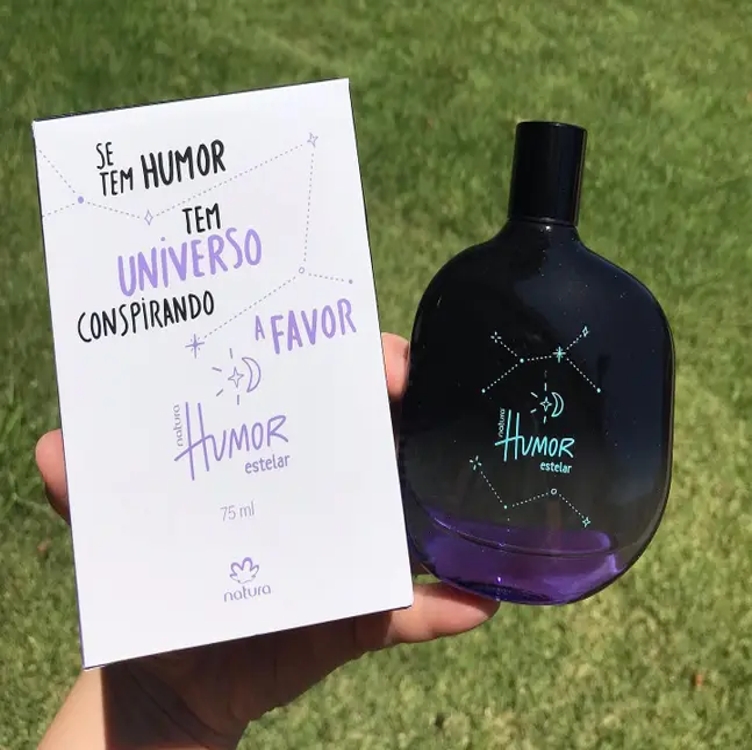 SE
TEM HUMOR
TEM
UNIVERSO
CONSPIRANDO
A FAVOR
natura
HUMOR
estelar
75 ml
natura
natura
HUMOR
estelar